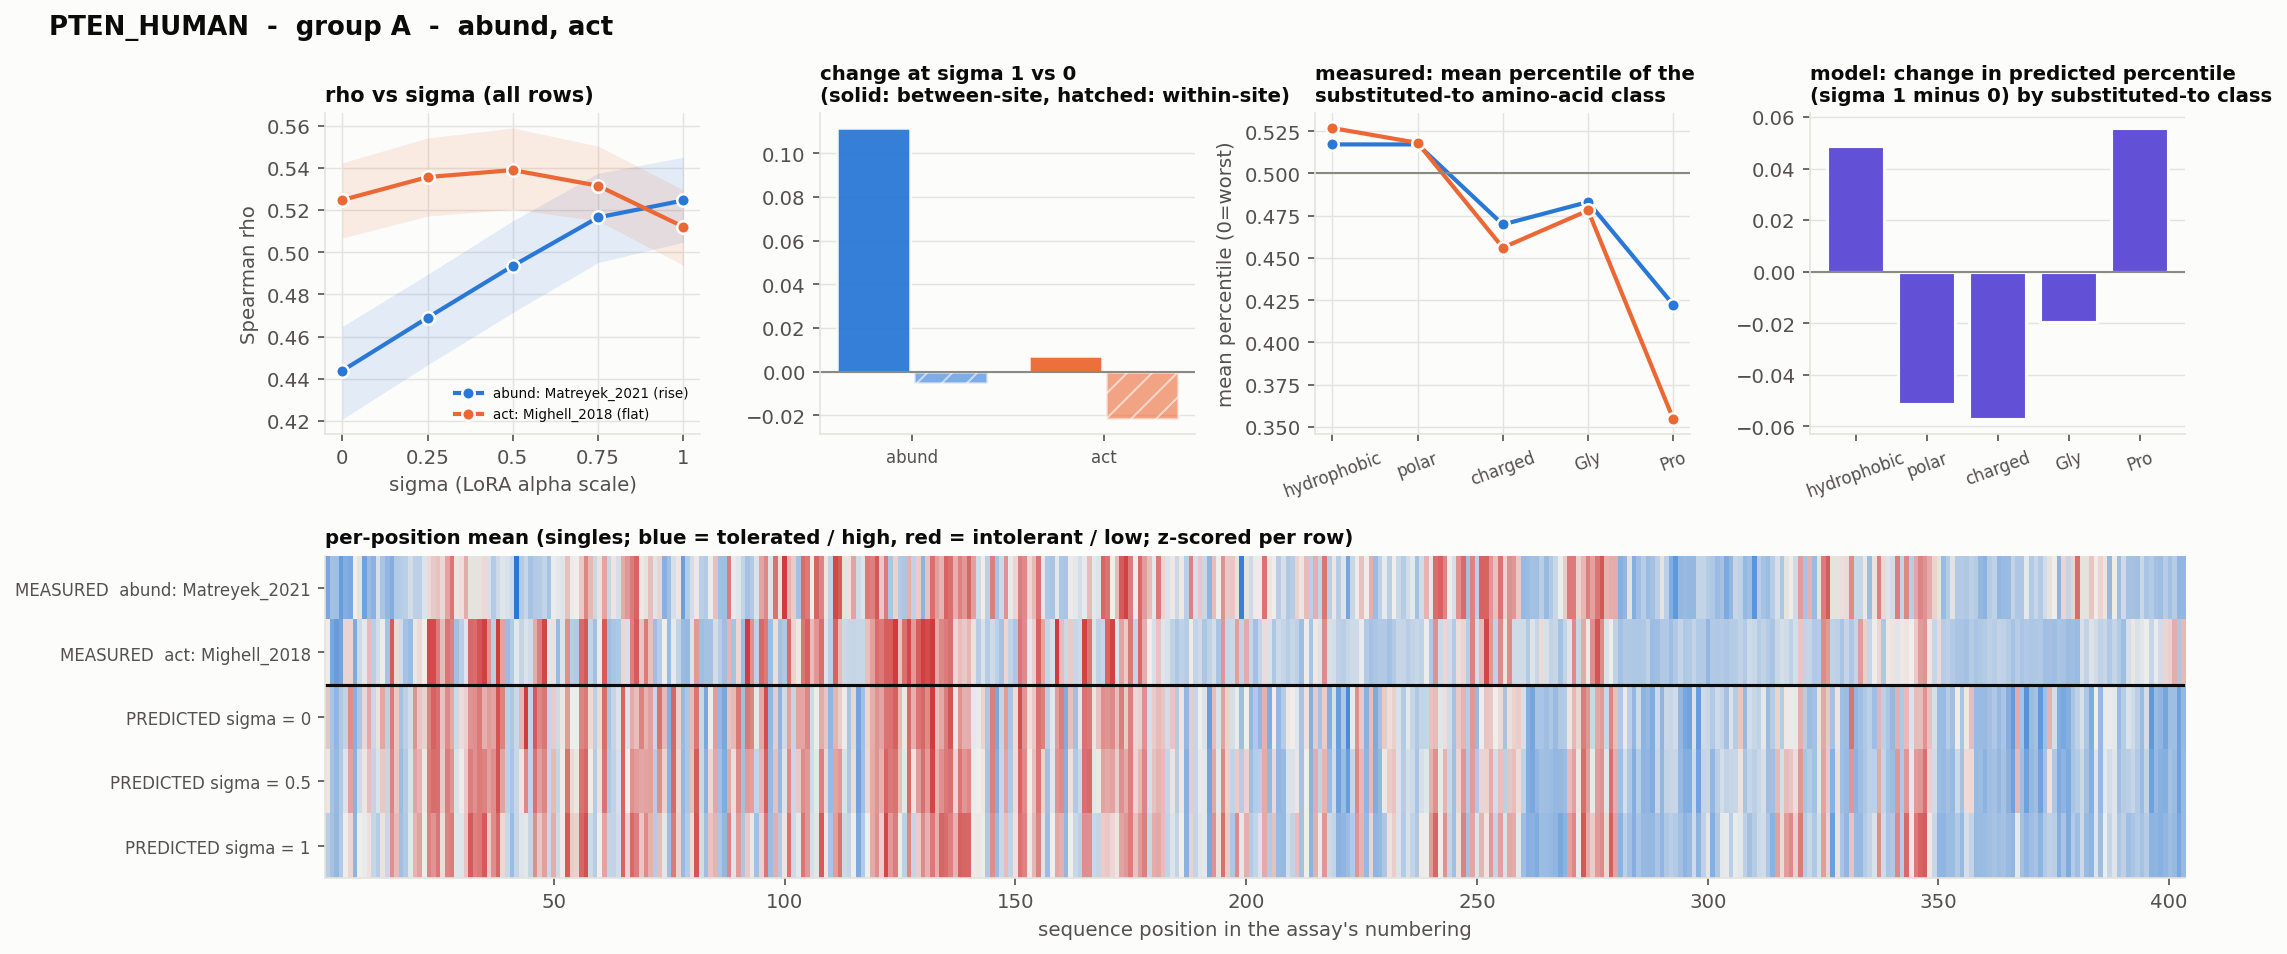 PTEN_HUMAN - group A - abund, act
rho vs sigma (all rows)
Spearman rho
0.56
0.54
0.52
0.50
0.48
0.46
0.44
0.42
abund: Matreyek_2021 (rise)
act: Mighell_2018 (flat)
0
0.25
0.5
0.75
1
sigma (LoRA alpha scale)
change at sigma 1 vs 0
(solid: between-site, hatched: within-site)
0.10
0.08
0.06
0.04
0.02
0.00
−0.02
abund
act
measured: mean percentile of the
substituted-to amino-acid class
mean percentile (0=worst)
0.525
0.500
0.475
0.450
0.425
0.400
0.375
0.350
hydrophobic
polar
charged
Gly
Pro
model: change in predicted percentile
(sigma 1 minus 0) by substituted-to class
0.06
0.04
0.02
0.00
−0.02
−0.04
−0.06
hydrophobic
polar
charged
Gly
Pro
per-position mean (singles; blue = tolerated / high, red = intolerant / low; z-scored per row)
MEASURED abund: Matreyek_2021
MEASURED act: Mighell_2018
PREDICTED sigma = 0
PREDICTED sigma = 0.5
PREDICTED sigma = 1
50
100
150
200
250
300
350
400
sequence position in the assay's numbering